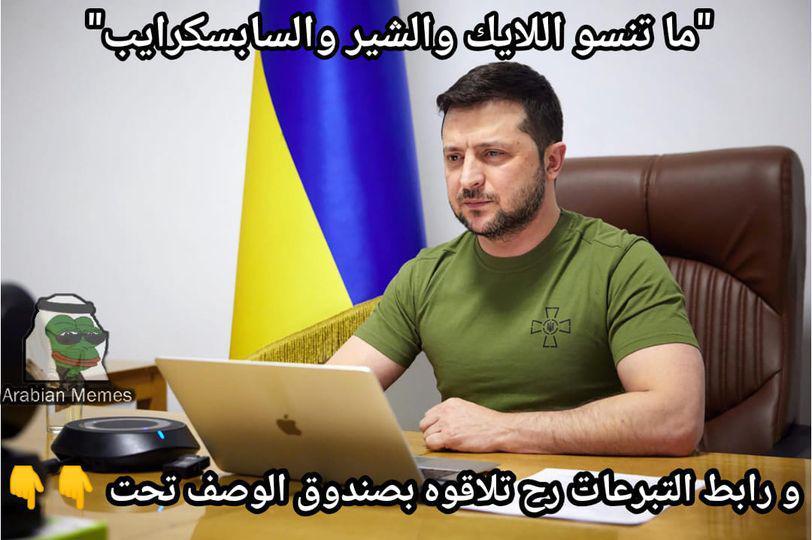 "ما تنسو اللايك والشير والسابسكرايب"
Arabian Memes
و رابط التبرعات رح تلاقوه بصندوق الوصف تحت 👇👇